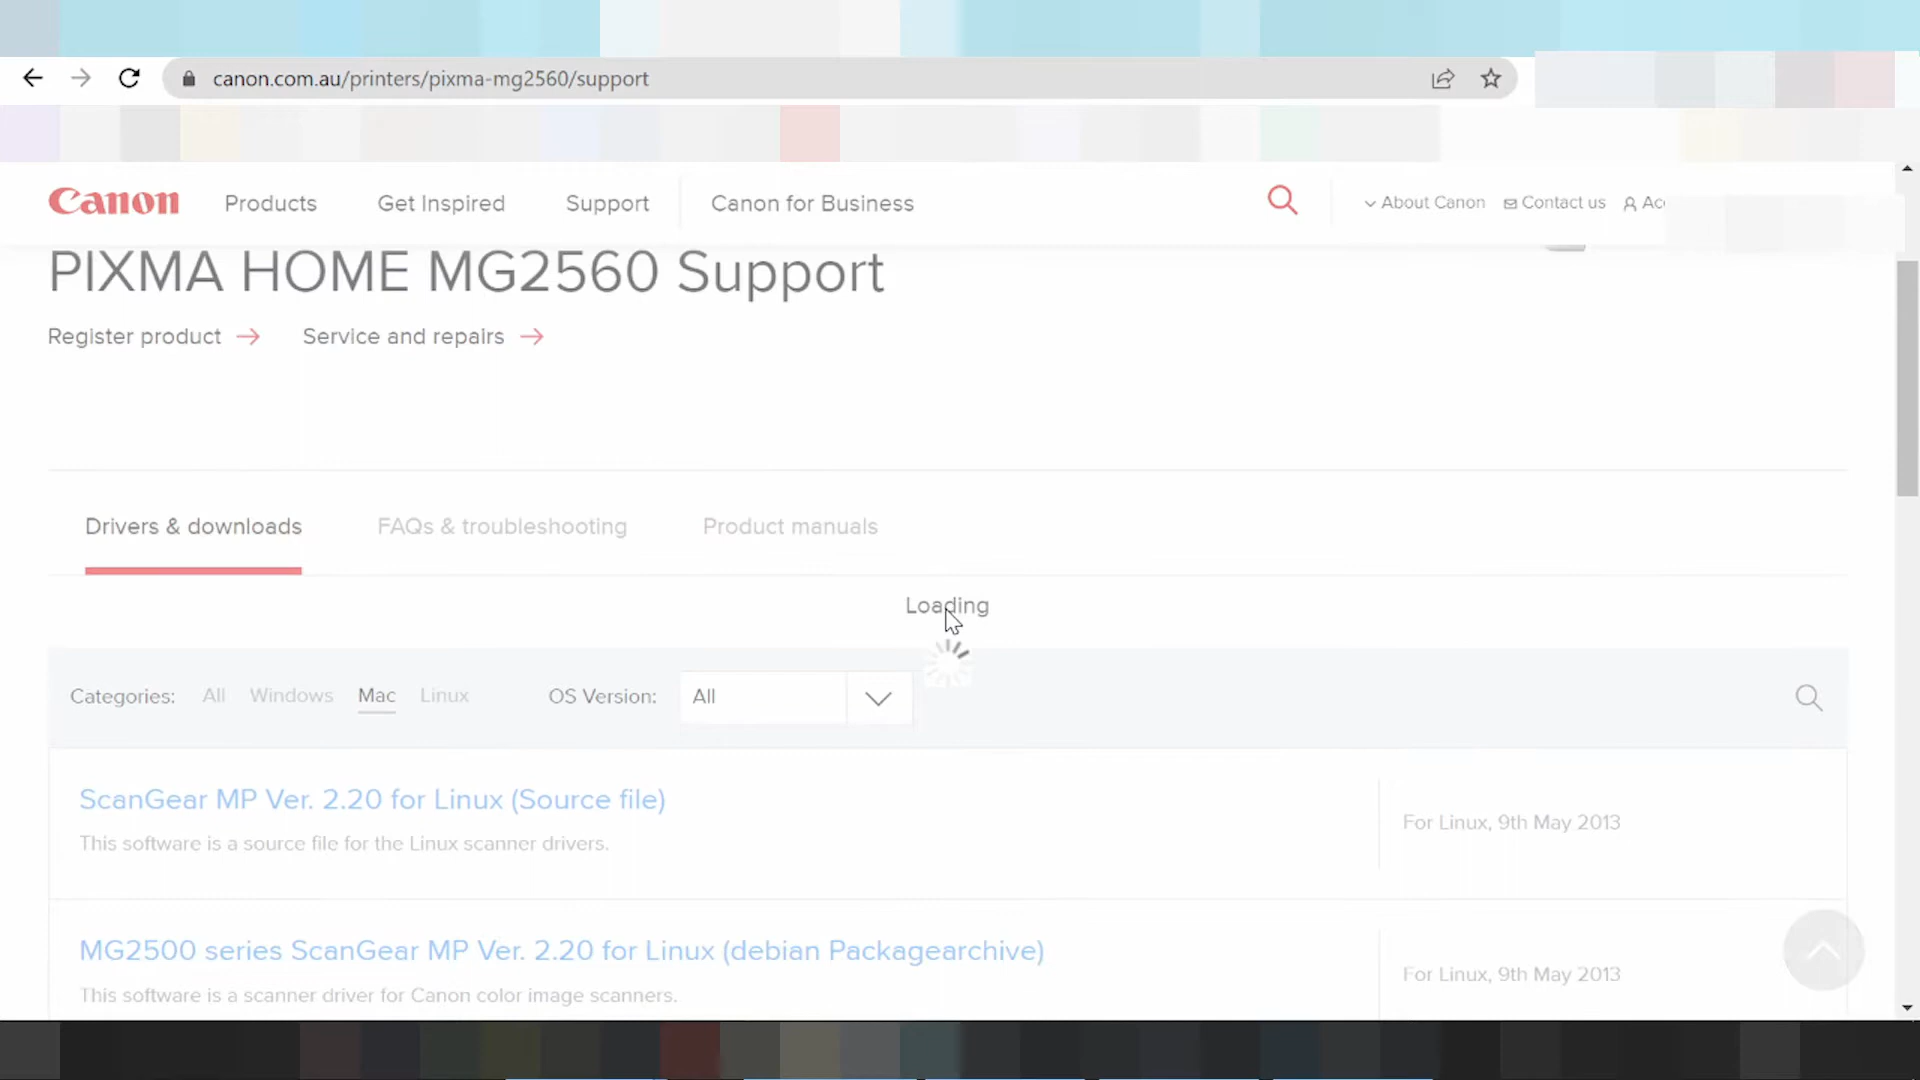 canon.com.au/printers/pixma-mg2560/support
Canon Products Get Inspired Support Canon for Business About Canon Contact us Acc
PIXMA HOME MG2560 Support
Register product → Service and repairs →
Drivers & downloads FAQs & troubleshooting Product manuals
Loading
Categories: All Windows Mac Linux OS Version: All
ScanGear MP Ver. 2.20 for Linux (Source file)
This software is a source file for the Linux scanner drivers.
For Linux, 9th May 2013
MG2500 series ScanGear MP Ver. 2.20 for Linux (debian Packagearchive)
This software is a scanner driver for Canon color image scanners.
For Linux, 9th May 2013